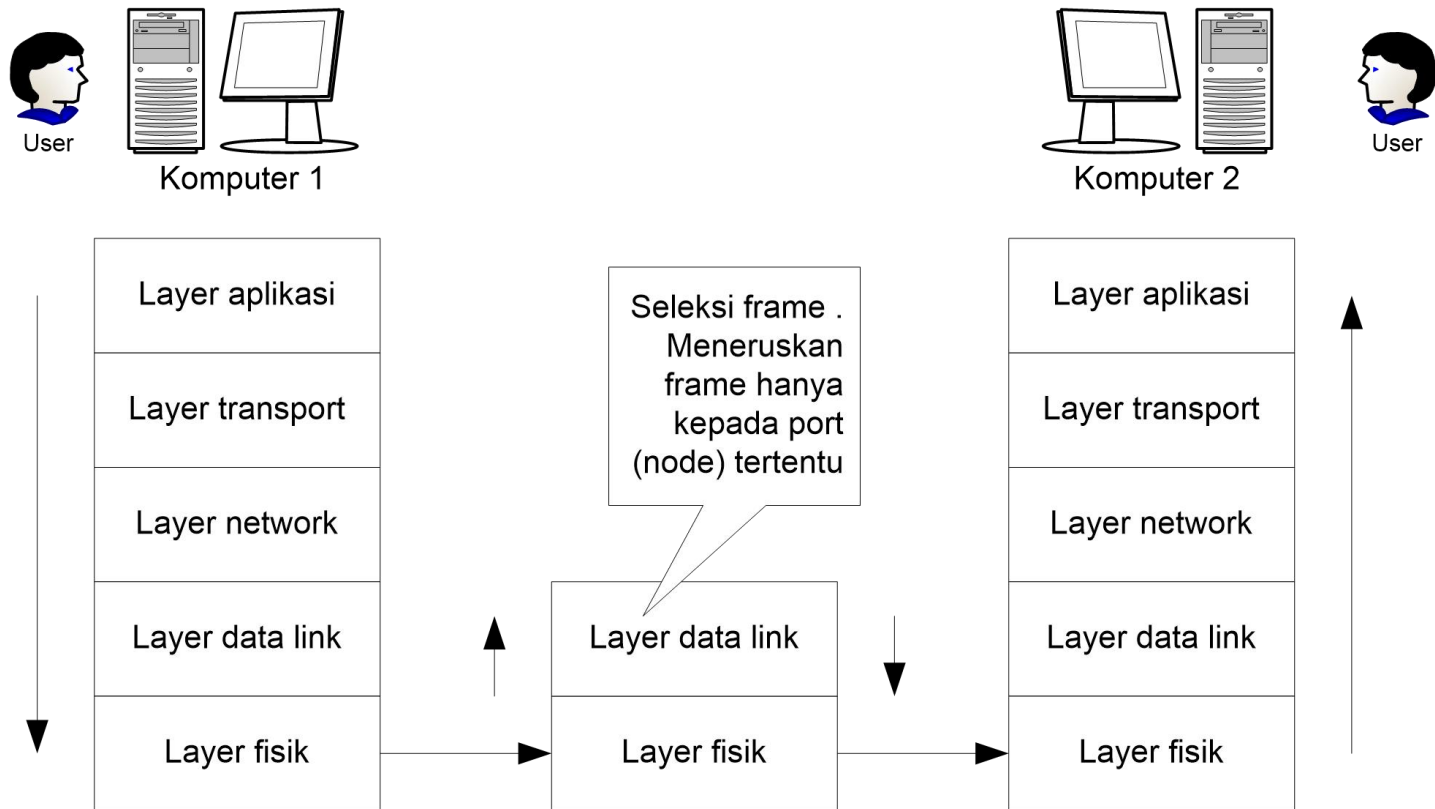 User
Komputer 1
Komputer 2
User
Layer aplikasi
Layer transport
Layer network
Layer data link
Layer fisik
Seleksi frame .
Meneruskan
frame hanya
kepada port
(node) tertentu
Layer data link
Layer fisik
Layer aplikasi
Layer transport
Layer network
Layer data link
Layer fisik